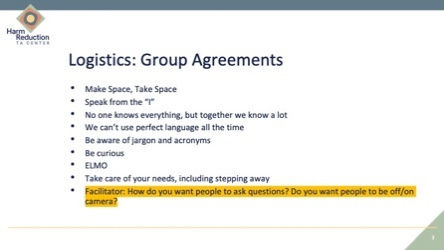 Harm
Reduction
TA CENTER
Logistics: Group Agreements
• Make Space, Take Space
• Speak from the "I"
• No one knows everything, but together we know a lot
• We can't use perfect language all the time
• Be aware of jargon and acronyms
• Be curious
• ELMO
• Take care of your needs, including stepping away
• Facilitator: How do you want people to ask questions? Do you want people to be off/on
camera?